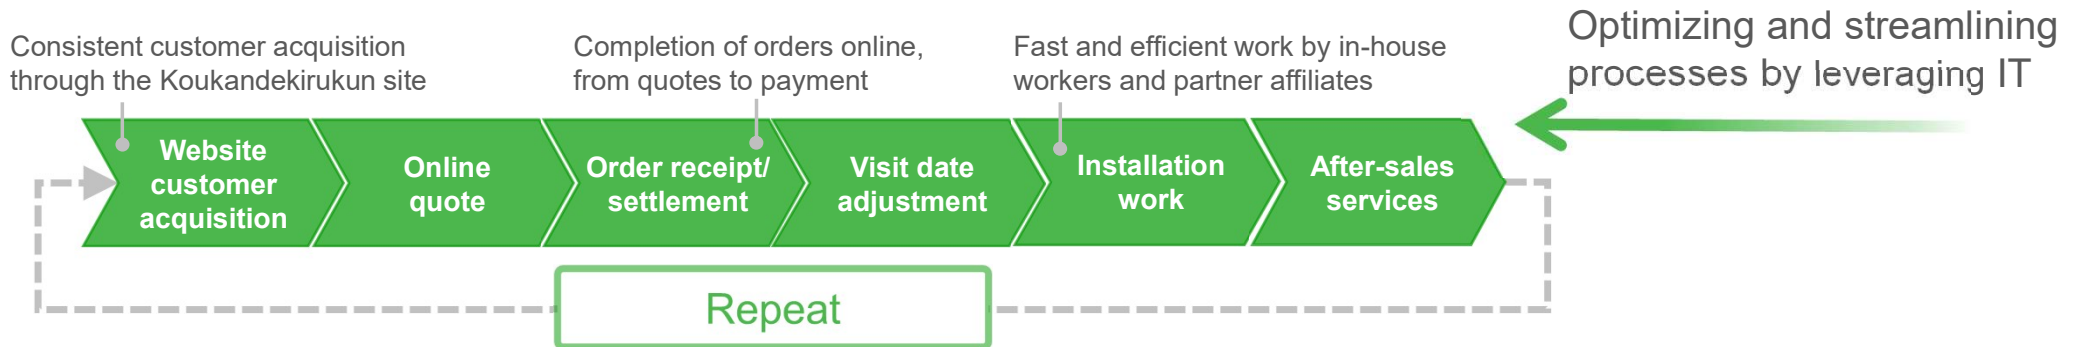 Optimizing and streamlining
processes by leveraging IT
Consistent customer acquisition
through the Koukandekirukun site
Completion of orders online,
from quotes to payment
Fast and efficient work by in-house
workers and partner affiliates
Website
customer
acquisition
Online
quote
Order receipt/
settlement
Visit date
adjustment
Installation
work
After-sales
services
Repeat